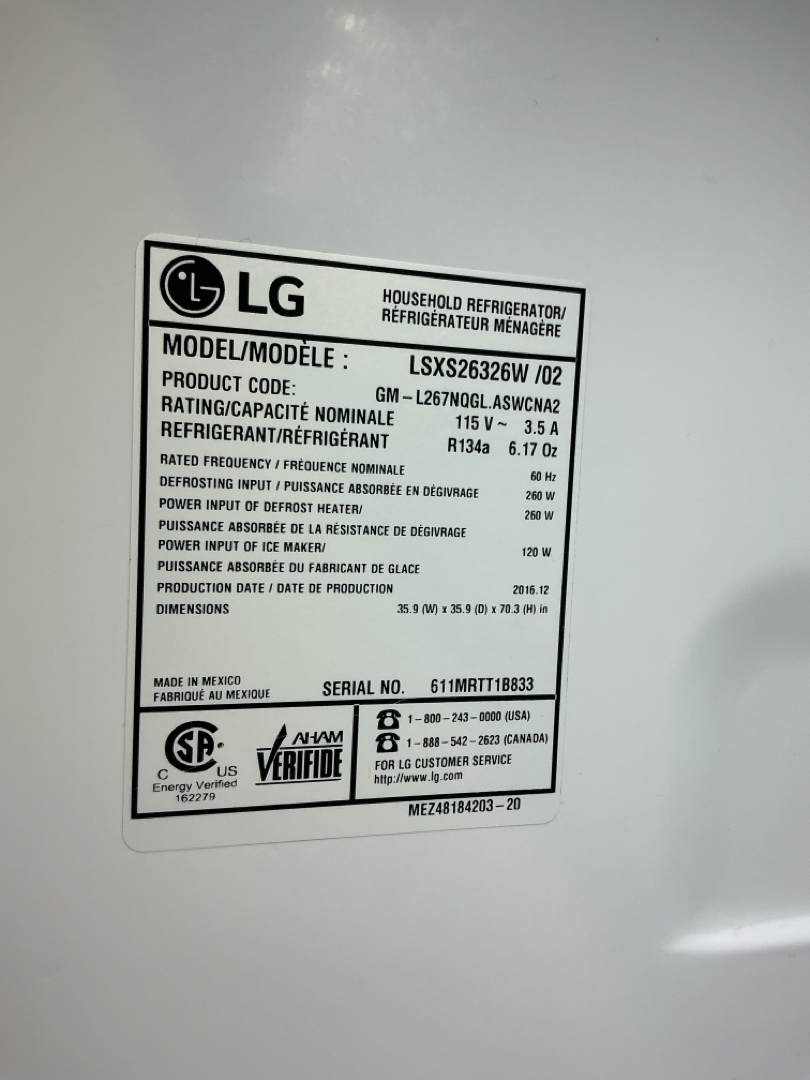 LG
HOUSEHOLD REFRIGERATOR/
RÉFRIGÉRATEUR MÉNAGÈRE
MODEL/MODÈLE : LSXS26326W /02
PRODUCT CODE: GM-L267NQGL.ASWCNA2
RATING/CAPACITÉ NOMINALE 115 V~ 3.5 A
REFRIGERANT/RÉFRIGÉRANT R134a 6.17 Oz
RATED FREQUENCY / FRÉQUENCE NOMINALE 60 Hz
DEFROSTING INPUT / PUISSANCE ABSORBÉE EN DÉGIVRAGE 260 W
POWER INPUT OF DEFROST HEATER/ 260 W
PUISSANCE ABSORBÉE DE LA RÉSISTANCE DE DÉGIVRAGE
POWER INPUT OF ICE MAKER/ 120 W
PUISSANCE ABSORBÉE DU FABRICANT DE GLACE
PRODUCTION DATE / DATE DE PRODUCTION 2016.12
DIMENSIONS 35.9 (W) x 35.9 (D) x 70.3 (H) in
MADE IN MEXICO
FABRIQUÉ AU MEXIQUE
SERIAL NO. 611MRTT1B833
SA
C US
Energy Verified
162279
AHAM
VERIFIDE
1-800-243-0000 (USA)
1-888-542-2623 (CANADA)
FOR LG CUSTOMER SERVICE
http://www.lg.com
MEZ48184203-20